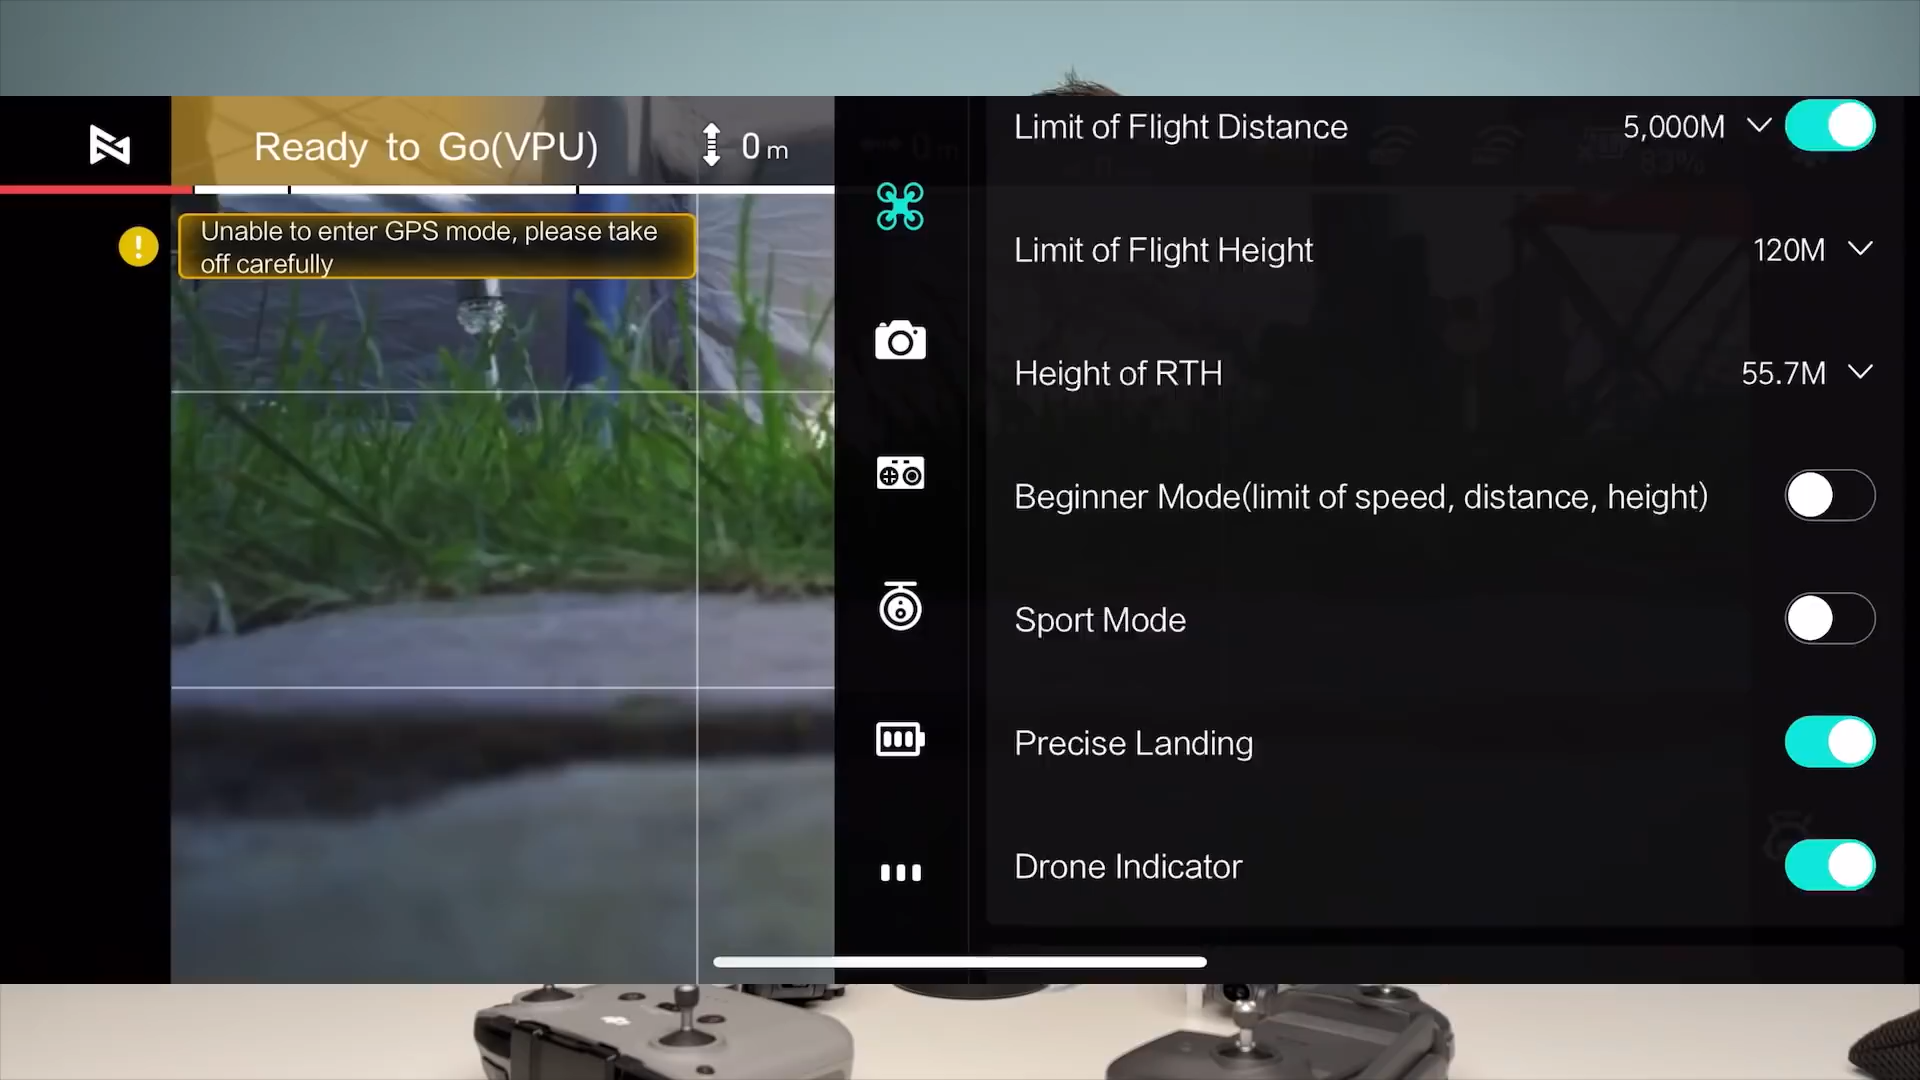 Ready to Go(VPU)
0 m
Unable to enter GPS mode, please take
off carefully
Limit of Flight Distance
5,000M
Limit of Flight Height
120M
Height of RTH
55.7M
Beginner Mode(limit of speed, distance, height)
Sport Mode
Precise Landing
Drone Indicator